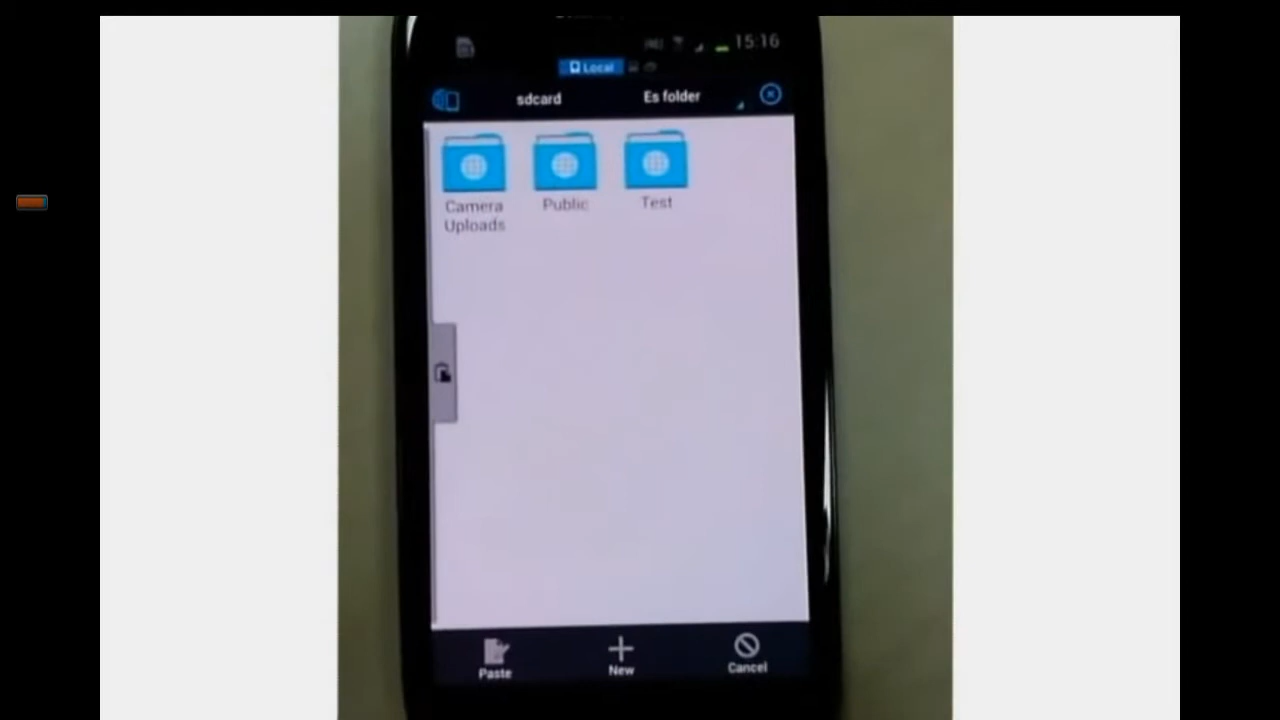 15:16
Local
sdcard Es folder
Camera Uploads
Public
Test
Paste New Cancel